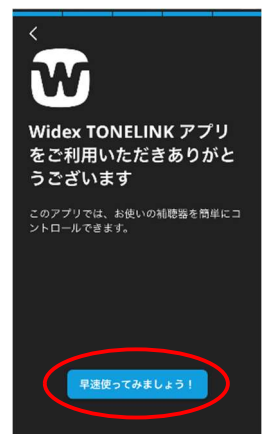 Widex TONELINK アプリ
をご利用いただきありがと
うございます
このアプリでは、お使いの補聴器を簡単にコ
ントロールできます。
早速使ってみましょう！